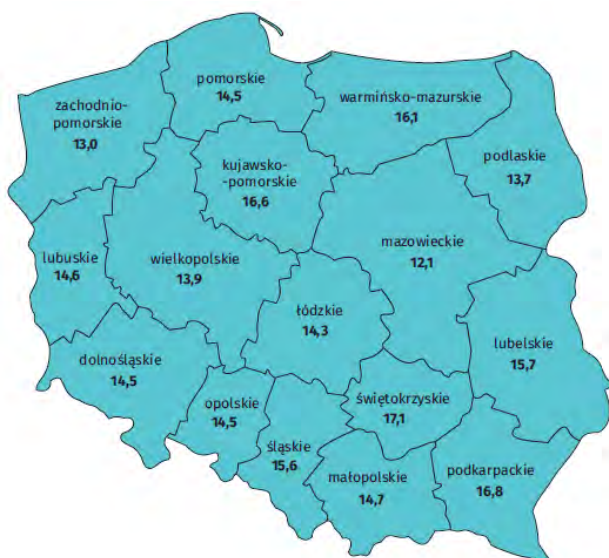 pomorskie
14,5
warmińsko-mazurskie
16,1
zachodnio-
pomorskie
13,0
podlaskie
13,7
kujawsko-
-pomorskie
16,6
mazowieckie
12,1
lubuskie
14,6
wielkopolskie
13,9
łódzkie
14,3
lubelskie
15,7
dolnośląskie
14,5
opolskie
14,5
świętokrzyskie
17,1
śląskie
15,6
małopolskie
14,7
podkarpackie
16,8